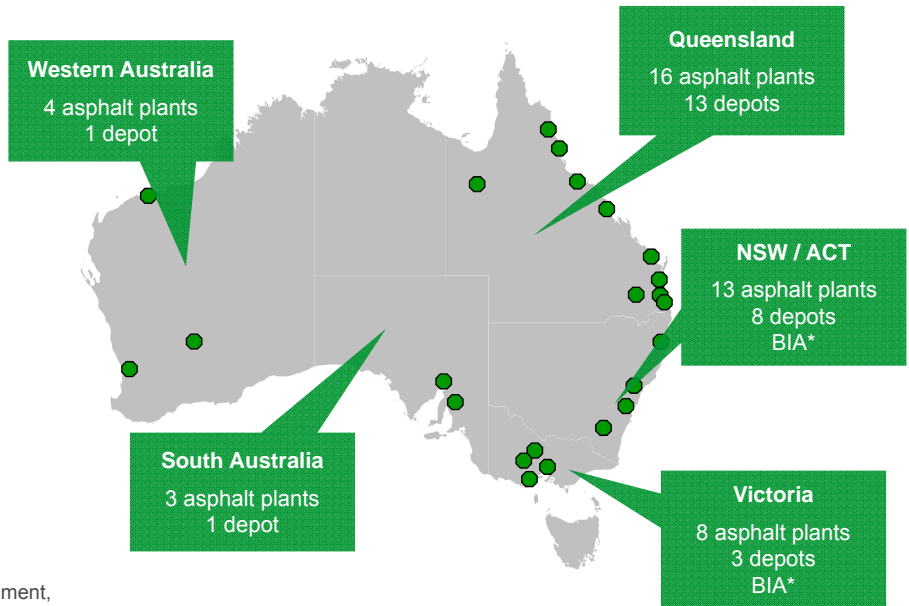 Queensland
16 asphalt plants
13 depots
Western Australia
4 asphalt plants
1 depot
NSW / ACT
13 asphalt plants
8 depots
BIA*
South Australia
3 asphalt plants
1 depot
Victoria
8 asphalt plants
3 depots
BIA*
ment,